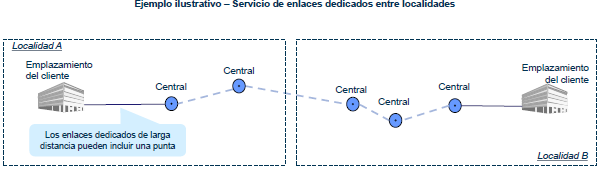 Ejemplo ilustrativo – Servicio de enlaces dedicados entre localidades
Localidad A
Emplazamiento
del cliente
Central
Central
Los enlaces dedicados de larga
distancia pueden incluir una punta
Central
Central
Central
Emplazamiento
del cliente
Localidad B